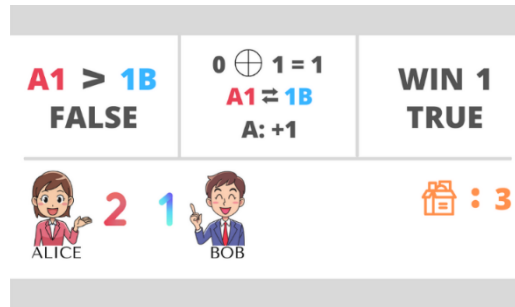 A1 > 1B
FALSE
0 ⊕ 1 = 1
A1 ⇄ 1B
A: +1
WIN 1
TRUE
2 1
: 3
ALICE
BOB